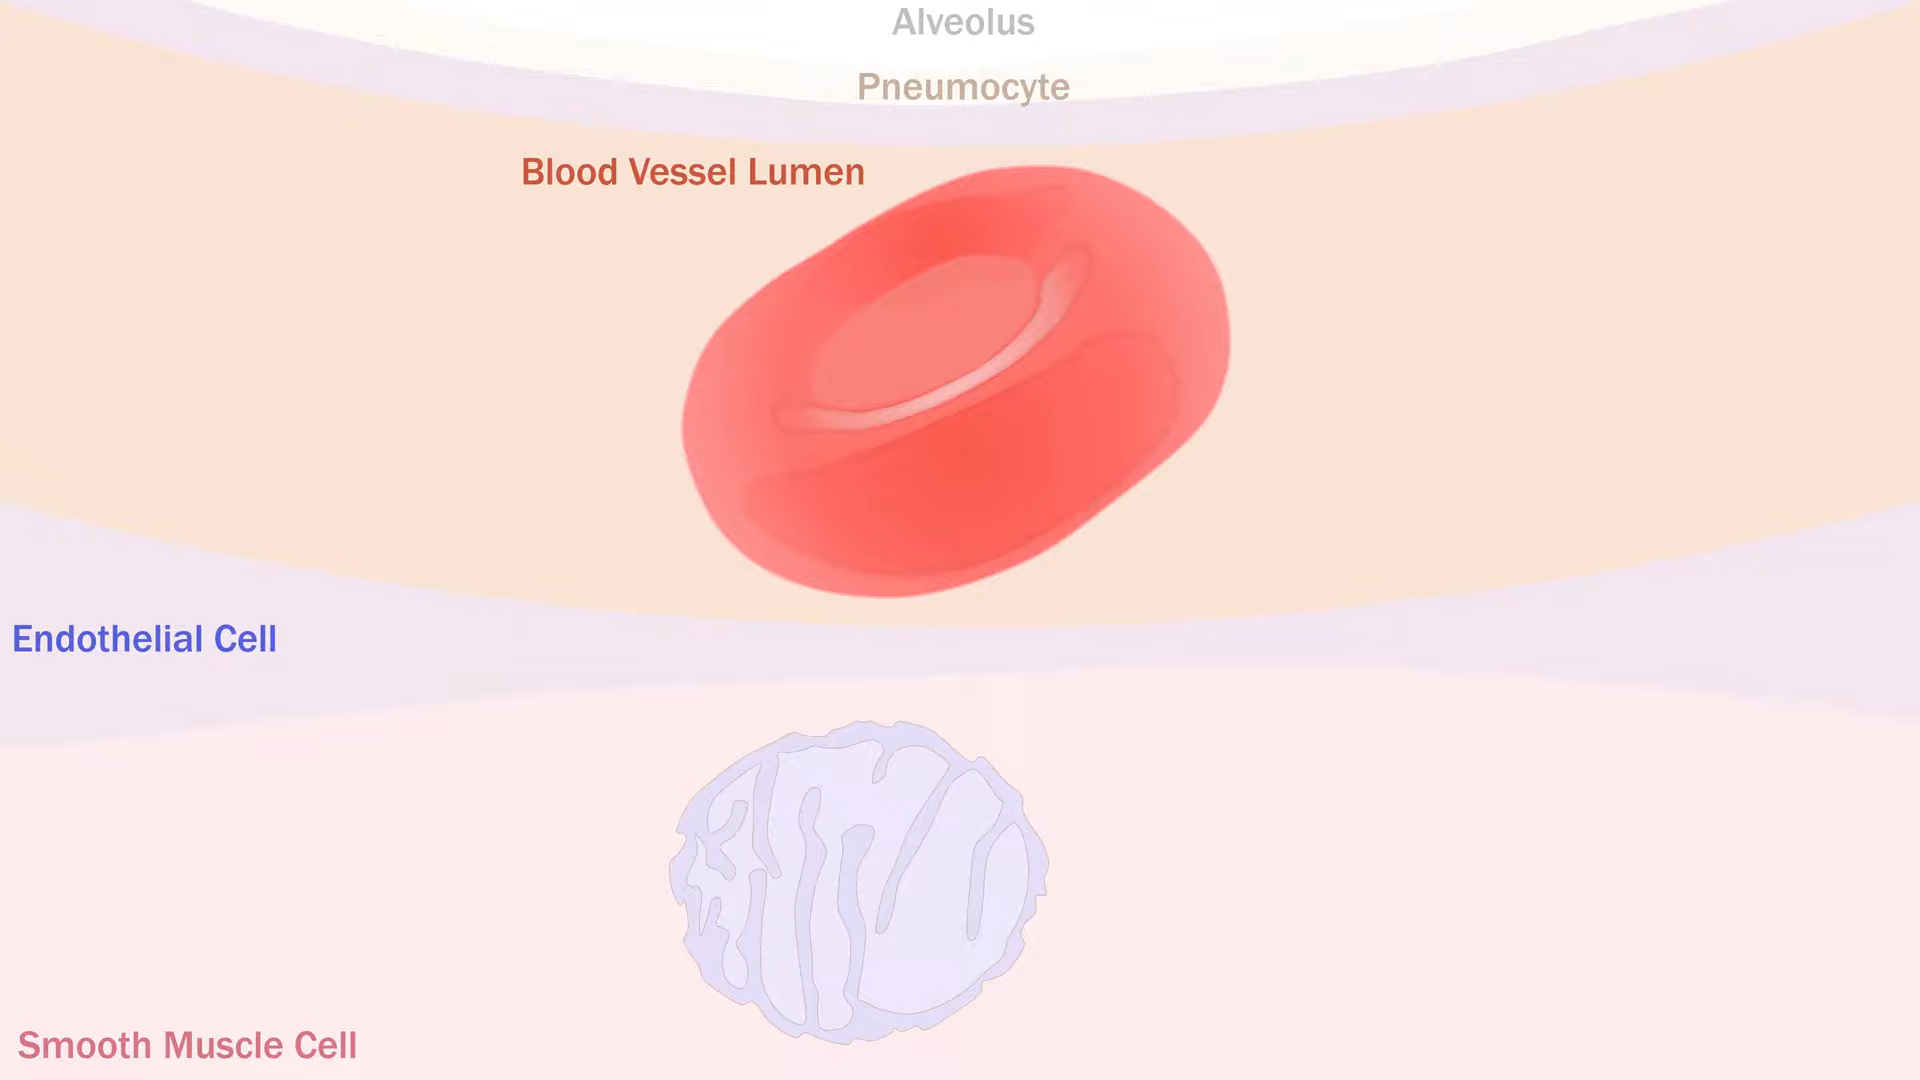 Alveolus
Pneumocyte
Blood Vessel Lumen
Endothelial Cell
Smooth Muscle Cell